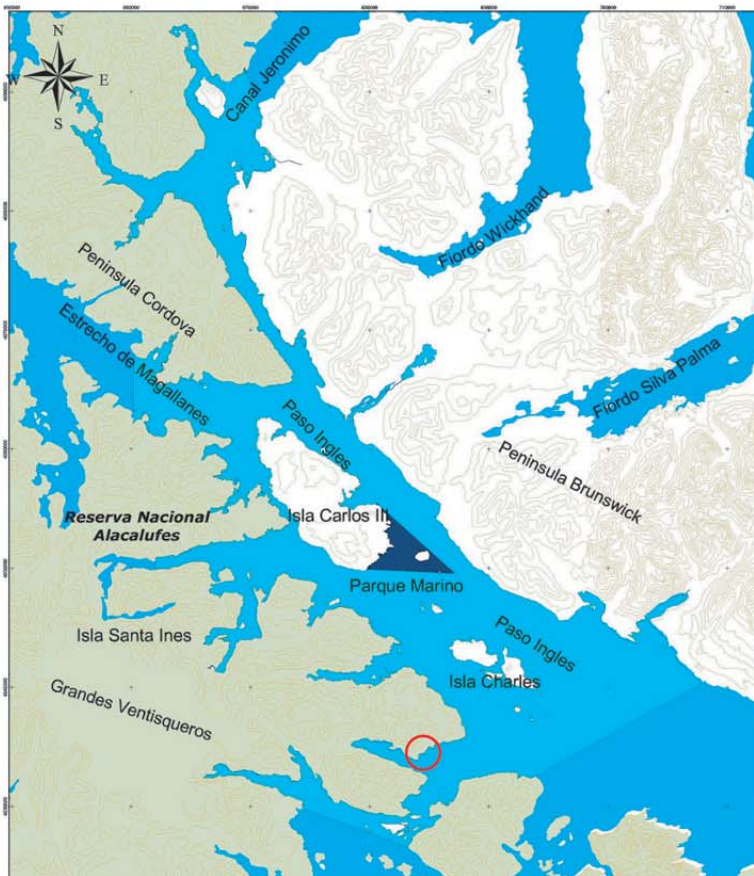 N
W E
S
Canal Jeronimo
Fiordo Wickhand
Peninsula Cordova
Estrecho de Magallanes
Fiordo Silva Palma
Paso Ingles
Peninsula Brunswick
Isla Carlos III
Reserva Nacional
Alacalufes
Parque Marino
Isla Santa Ines
Paso Ingles
Isla Charles
Grandes Ventisqueros